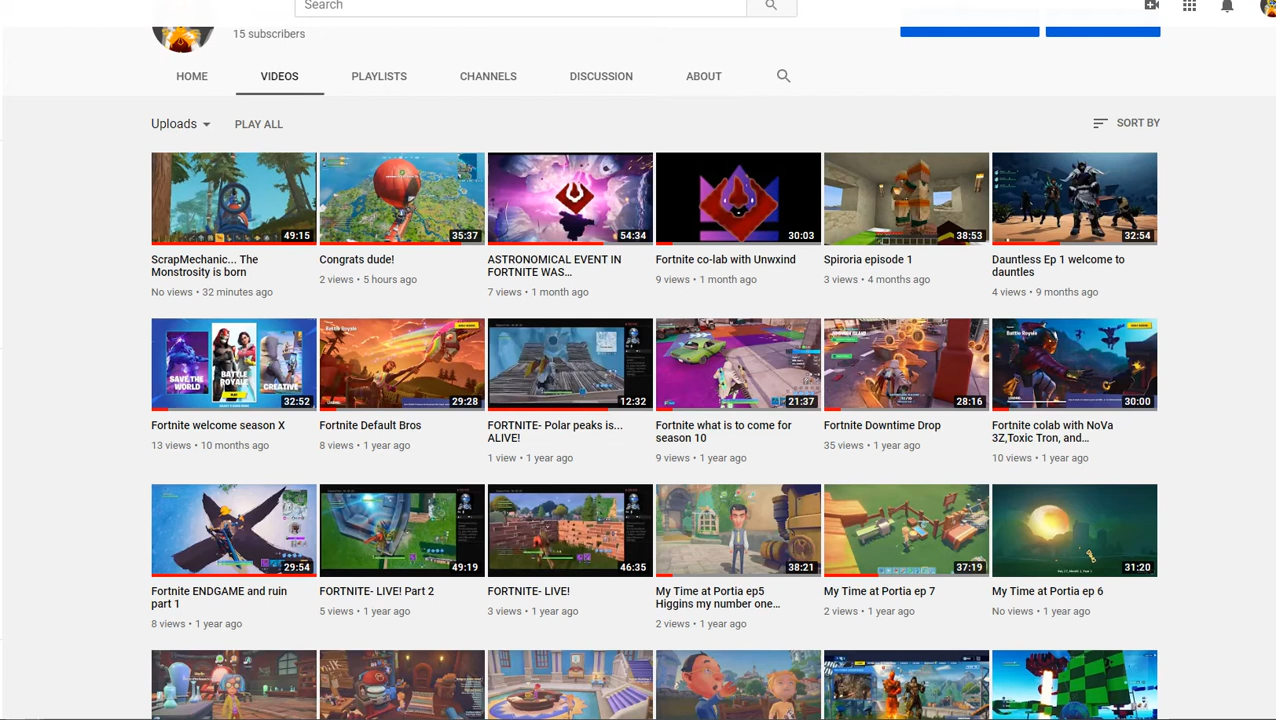 Search
15 subscribers
HOME VIDEOS PLAYLISTS CHANNELS DISCUSSION ABOUT
Uploads PLAY ALL SORT BY
49:15 35:37 54:34 30:03 38:53 32:54
ScrapMechanic... The
Monstrosity is born
No views • 32 minutes ago
Congrats dude!
2 views • 5 hours ago
ASTRONOMICAL EVENT IN
FORTNITE WAS...
7 views • 1 month ago
Fortnite co-lab with Unwxind
9 views • 1 month ago
Spiroria episode 1
3 views • 4 months ago
Dauntless Ep 1 welcome to
dauntles
4 views • 9 months ago
SAVE THE
WORLD
BATTLE
ROYALE
CREATIVE
Battle Royale
Battle Royale
32:52 29:28 12:32 21:37 28:16 30:00
Fortnite welcome season X
13 views • 10 months ago
Fortnite Default Bros
8 views • 1 year ago
FORTNITE- Polar peaks is...
ALIVE!
1 view • 1 year ago
Fortnite what is to come for
season 10
9 views • 1 year ago
Fortnite Downtime Drop
35 views • 1 year ago
Fortnite colab with NoVa
3Z,Toxic Tron, and...
10 views • 1 year ago
29:54 49:19 46:35 38:21 37:19 31:20
Fortnite ENDGAME and ruin
part 1
8 views • 1 year ago
FORTNITE- LIVE! Part 2
5 views • 1 year ago
FORTNITE- LIVE!
3 views • 1 year ago
My Time at Portia ep5
Higgins my number one...
2 views • 1 year ago
My Time at Portia ep 7
2 views • 1 year ago
My Time at Portia ep 6
No views • 1 year ago